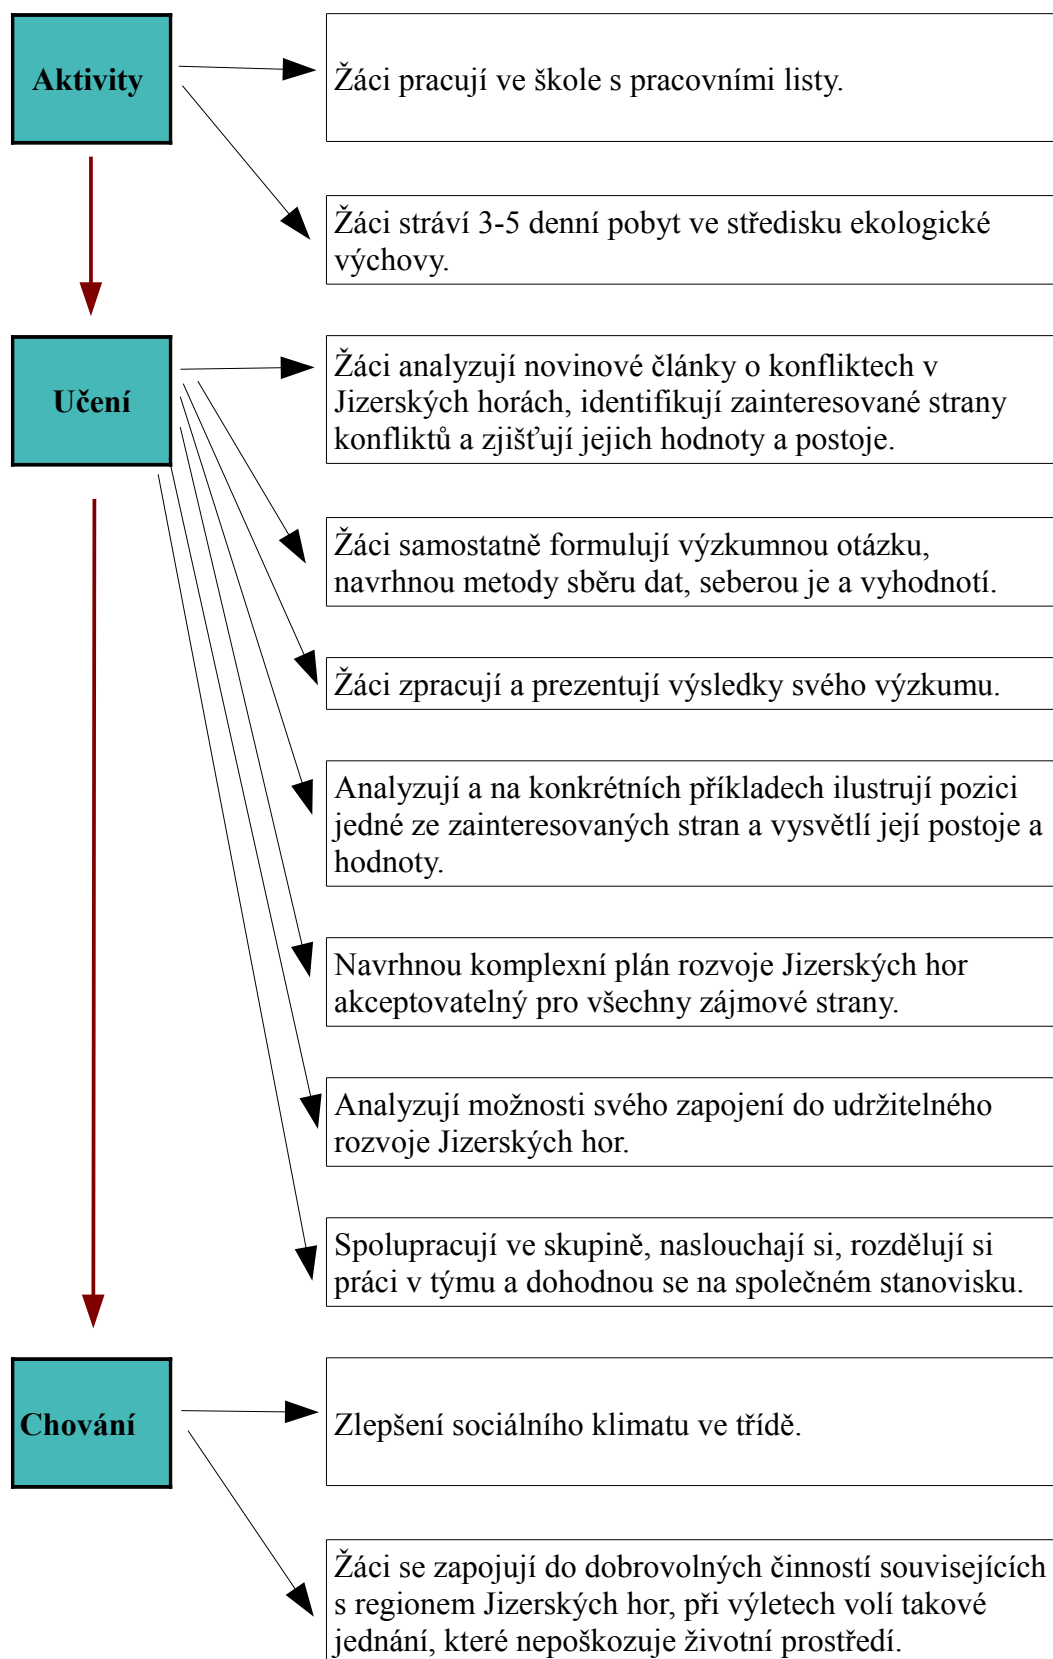 Aktivity
Žáci pracují ve škole s pracovními listy.
Žáci stráví 3-5 denní pobyt ve středisku ekologické
výchovy.
Učení
Žáci analyzují novinové články o konfliktech v
Jizerských horách, identifikují zainteresované strany
konfliktů a zjišťují jejich hodnoty a postoje.
Žáci samostatně formulují výzkumnou otázku,
navrhnou metody sběru dat, seberou je a vyhodnotí.
Žáci zpracují a prezentují výsledky svého výzkumu.
Analyzují a na konkrétních příkladech ilustrují pozici
jedné ze zainteresovaných stran a vysvětlí její postoje a
hodnoty.
Navrhnou komplexní plán rozvoje Jizerských hor
akceptovatelný pro všechny zájmové strany.
Analyzují možnosti svého zapojení do udržitelného
rozvoje Jizerských hor.
Spolupracují ve skupině, naslouchají si, rozdělují si
práci v týmu a dohodnou se na společném stanovisku.
Chování
Zlepšení sociálního klimatu ve třídě.
Žáci se zapojují do dobrovolných činností souvisejících
s regionem Jizerských hor, při výletech volí takové
jednání, které nepoškozuje životní prostředí.